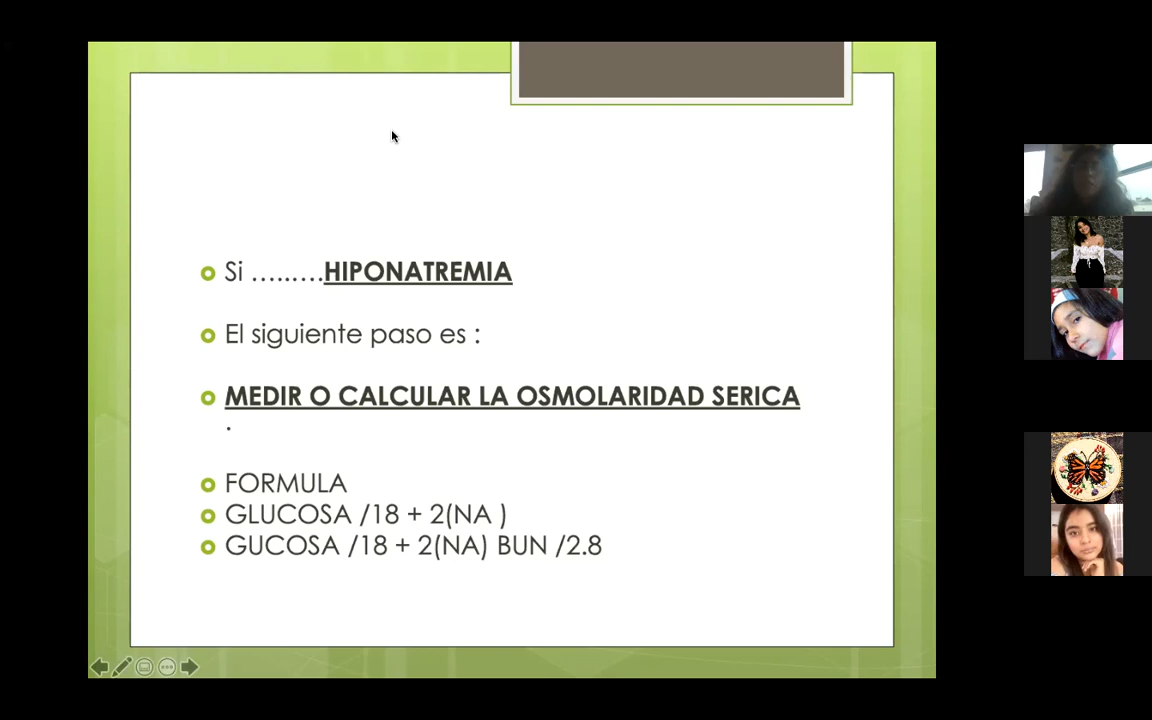 Si ……...HIPONATREMIA
El siguiente paso es :
MEDIR O CALCULAR LA OSMOLARIDAD SERICA
.
FORMULA
GLUCOSA /18 + 2(NA )
GUCOSA /18 + 2(NA) BUN /2.8